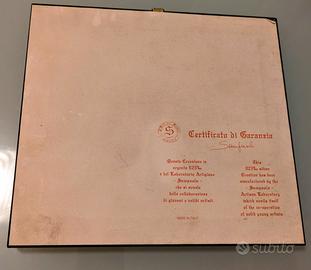 S
Certificato di Garanzia
Questa Creazione in
argento 925‰
è del Laboratorio Artigiano
che si avvale
della collaborazione
di giovani e validi artisti
This
925‰ silver
Creation has been
manufactured by the
Artisan Laboratory
which avails itself
of the co-operation
of valid young artists
MADE IN ITALY
subito